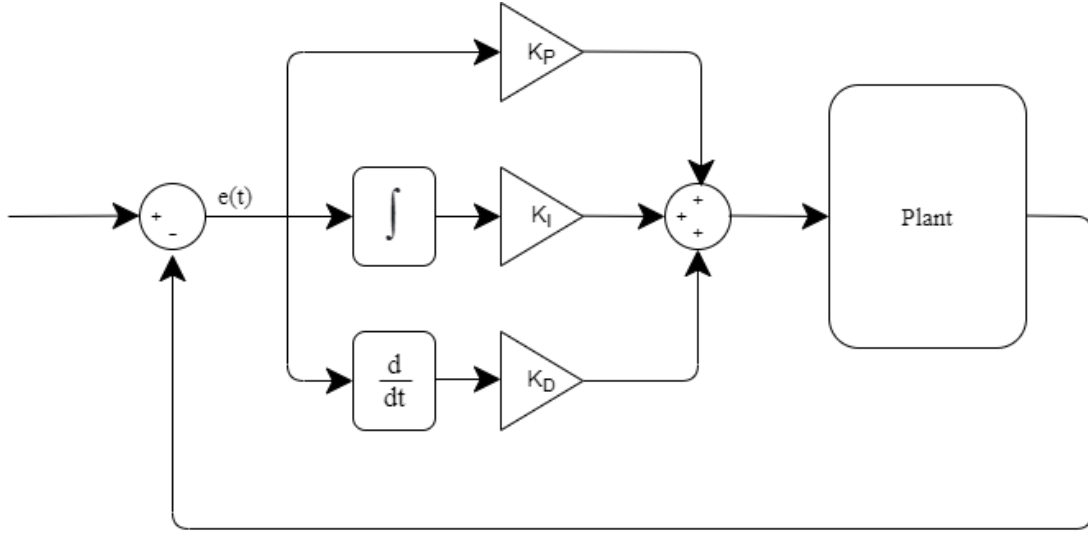 K_P
+
-
e(t)
∫
K_I
+
+
+
Plant
d
dt
K_D